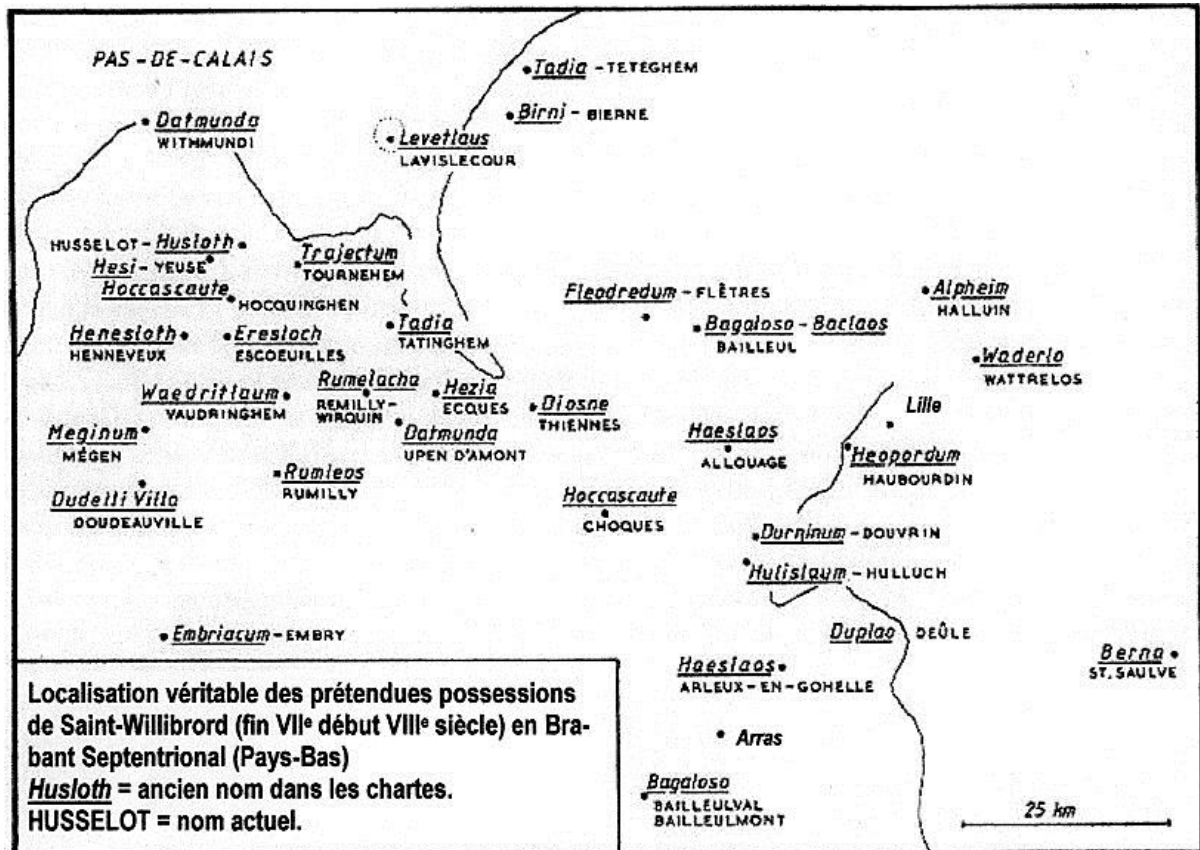 PAS-DE-CALAIS
Tadia - TETEGHEM
Birni - BIERNE
Datmunda
WITHMUNDI
Levetlaus
LAVISLECOUR
HUSSELOT - Husloth
Hesi - YEUSE
Hoccascaute
HOCQUINGHEN
Trajectum
TOURNEHEM
Fleodredum - FLÊTRES
Alpheim
HALLUIN
Henesloth
HENNEVEUX
Eresloch
ESCOEUILLES
Tadia
TATINGHEM
Bagoloso - Baclaos
BAILLEUL
Waderlo
WATTRELOS
Waedritlaum
VAUDRINGHEM
Rumelacha
REMILLY-
WIRQUIN
Hezia
ECQUES
Diosne
THIENNES
Lille
Meginum
MÉGEN
Datmunda
UPEN D'AMONT
Haeslaos
ALLOUAGE
Heopordum
HAUBOURDIN
Rumleos
RUMILLY
Dudelli Villa
DOUDEAUVILLE
Hoccascaute
CHOQUES
Durninum - DOUVRIN
Hulislaum - HULLUCH
Embriacum - EMBRY
Duplao DEÛLE
Berna
ST. SAULVE
Haeslaos
ARLEUX-EN-GOHELLE
Arras
Bagoloso
BAILLEULVAL
BAILLEULMONT
25 km
Localisation véritable des prétendues possessions
de Saint-Willibrord (fin VIIe début VIIIe siècle) en Bra-
bant Septentrional (Pays-Bas)
Husloth = ancien nom dans les chartes.
HUSSELOT = nom actuel.